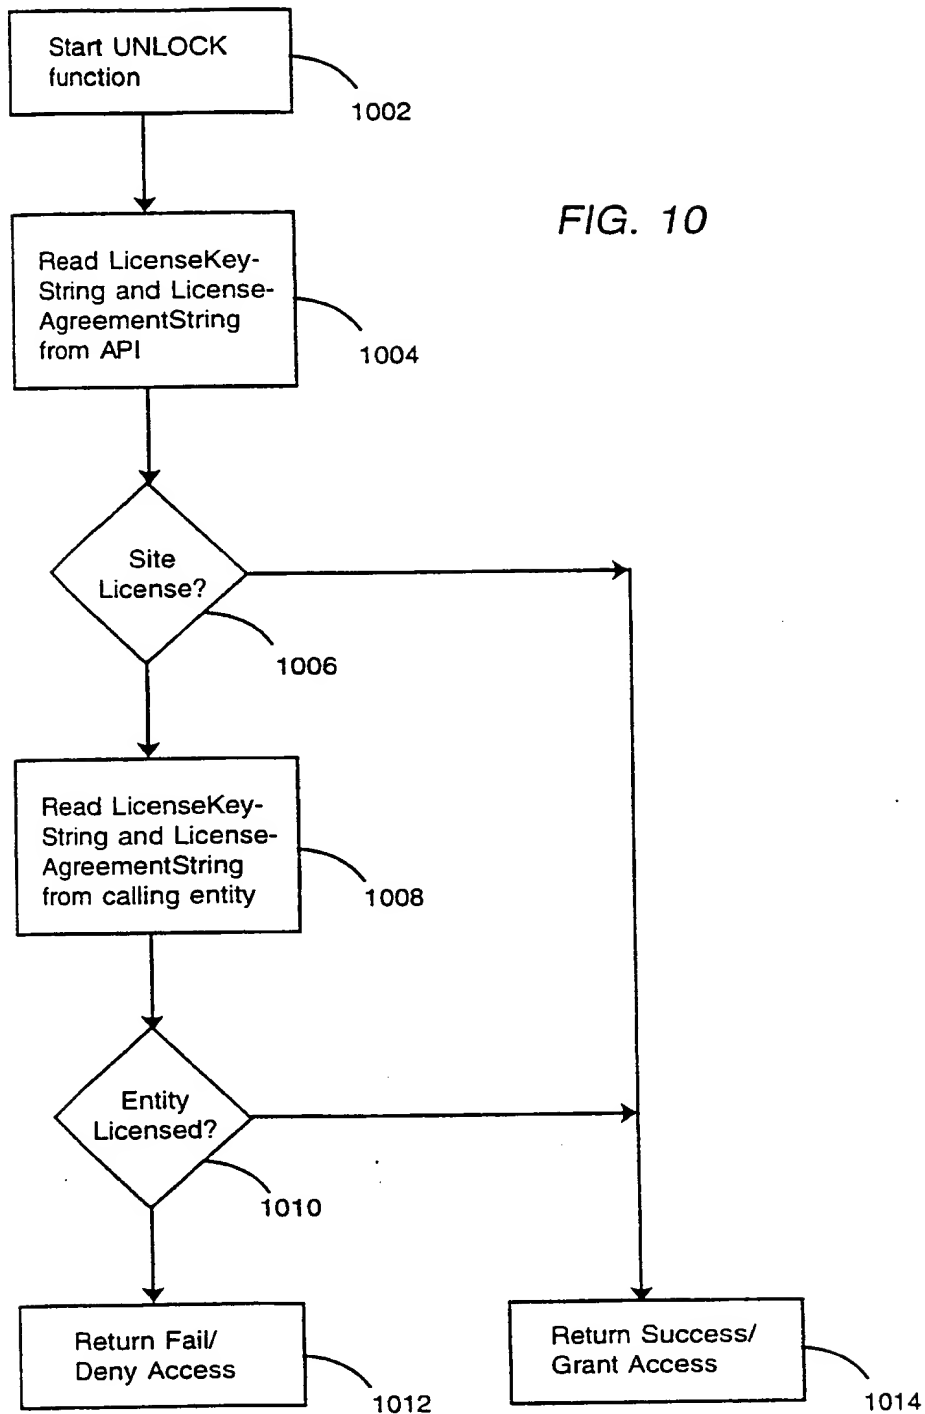 Start UNLOCK
function
1002
FIG. 10
Read LicenseKey-
String and License-
AgreementString
from API
1004
Site
License?
1006
Read LicenseKey-
String and License-
AgreementString
from calling entity
1008
Entity
Licensed?
1010
Return Fail/
Deny Access
1012
Return Success/
Grant Access
1014